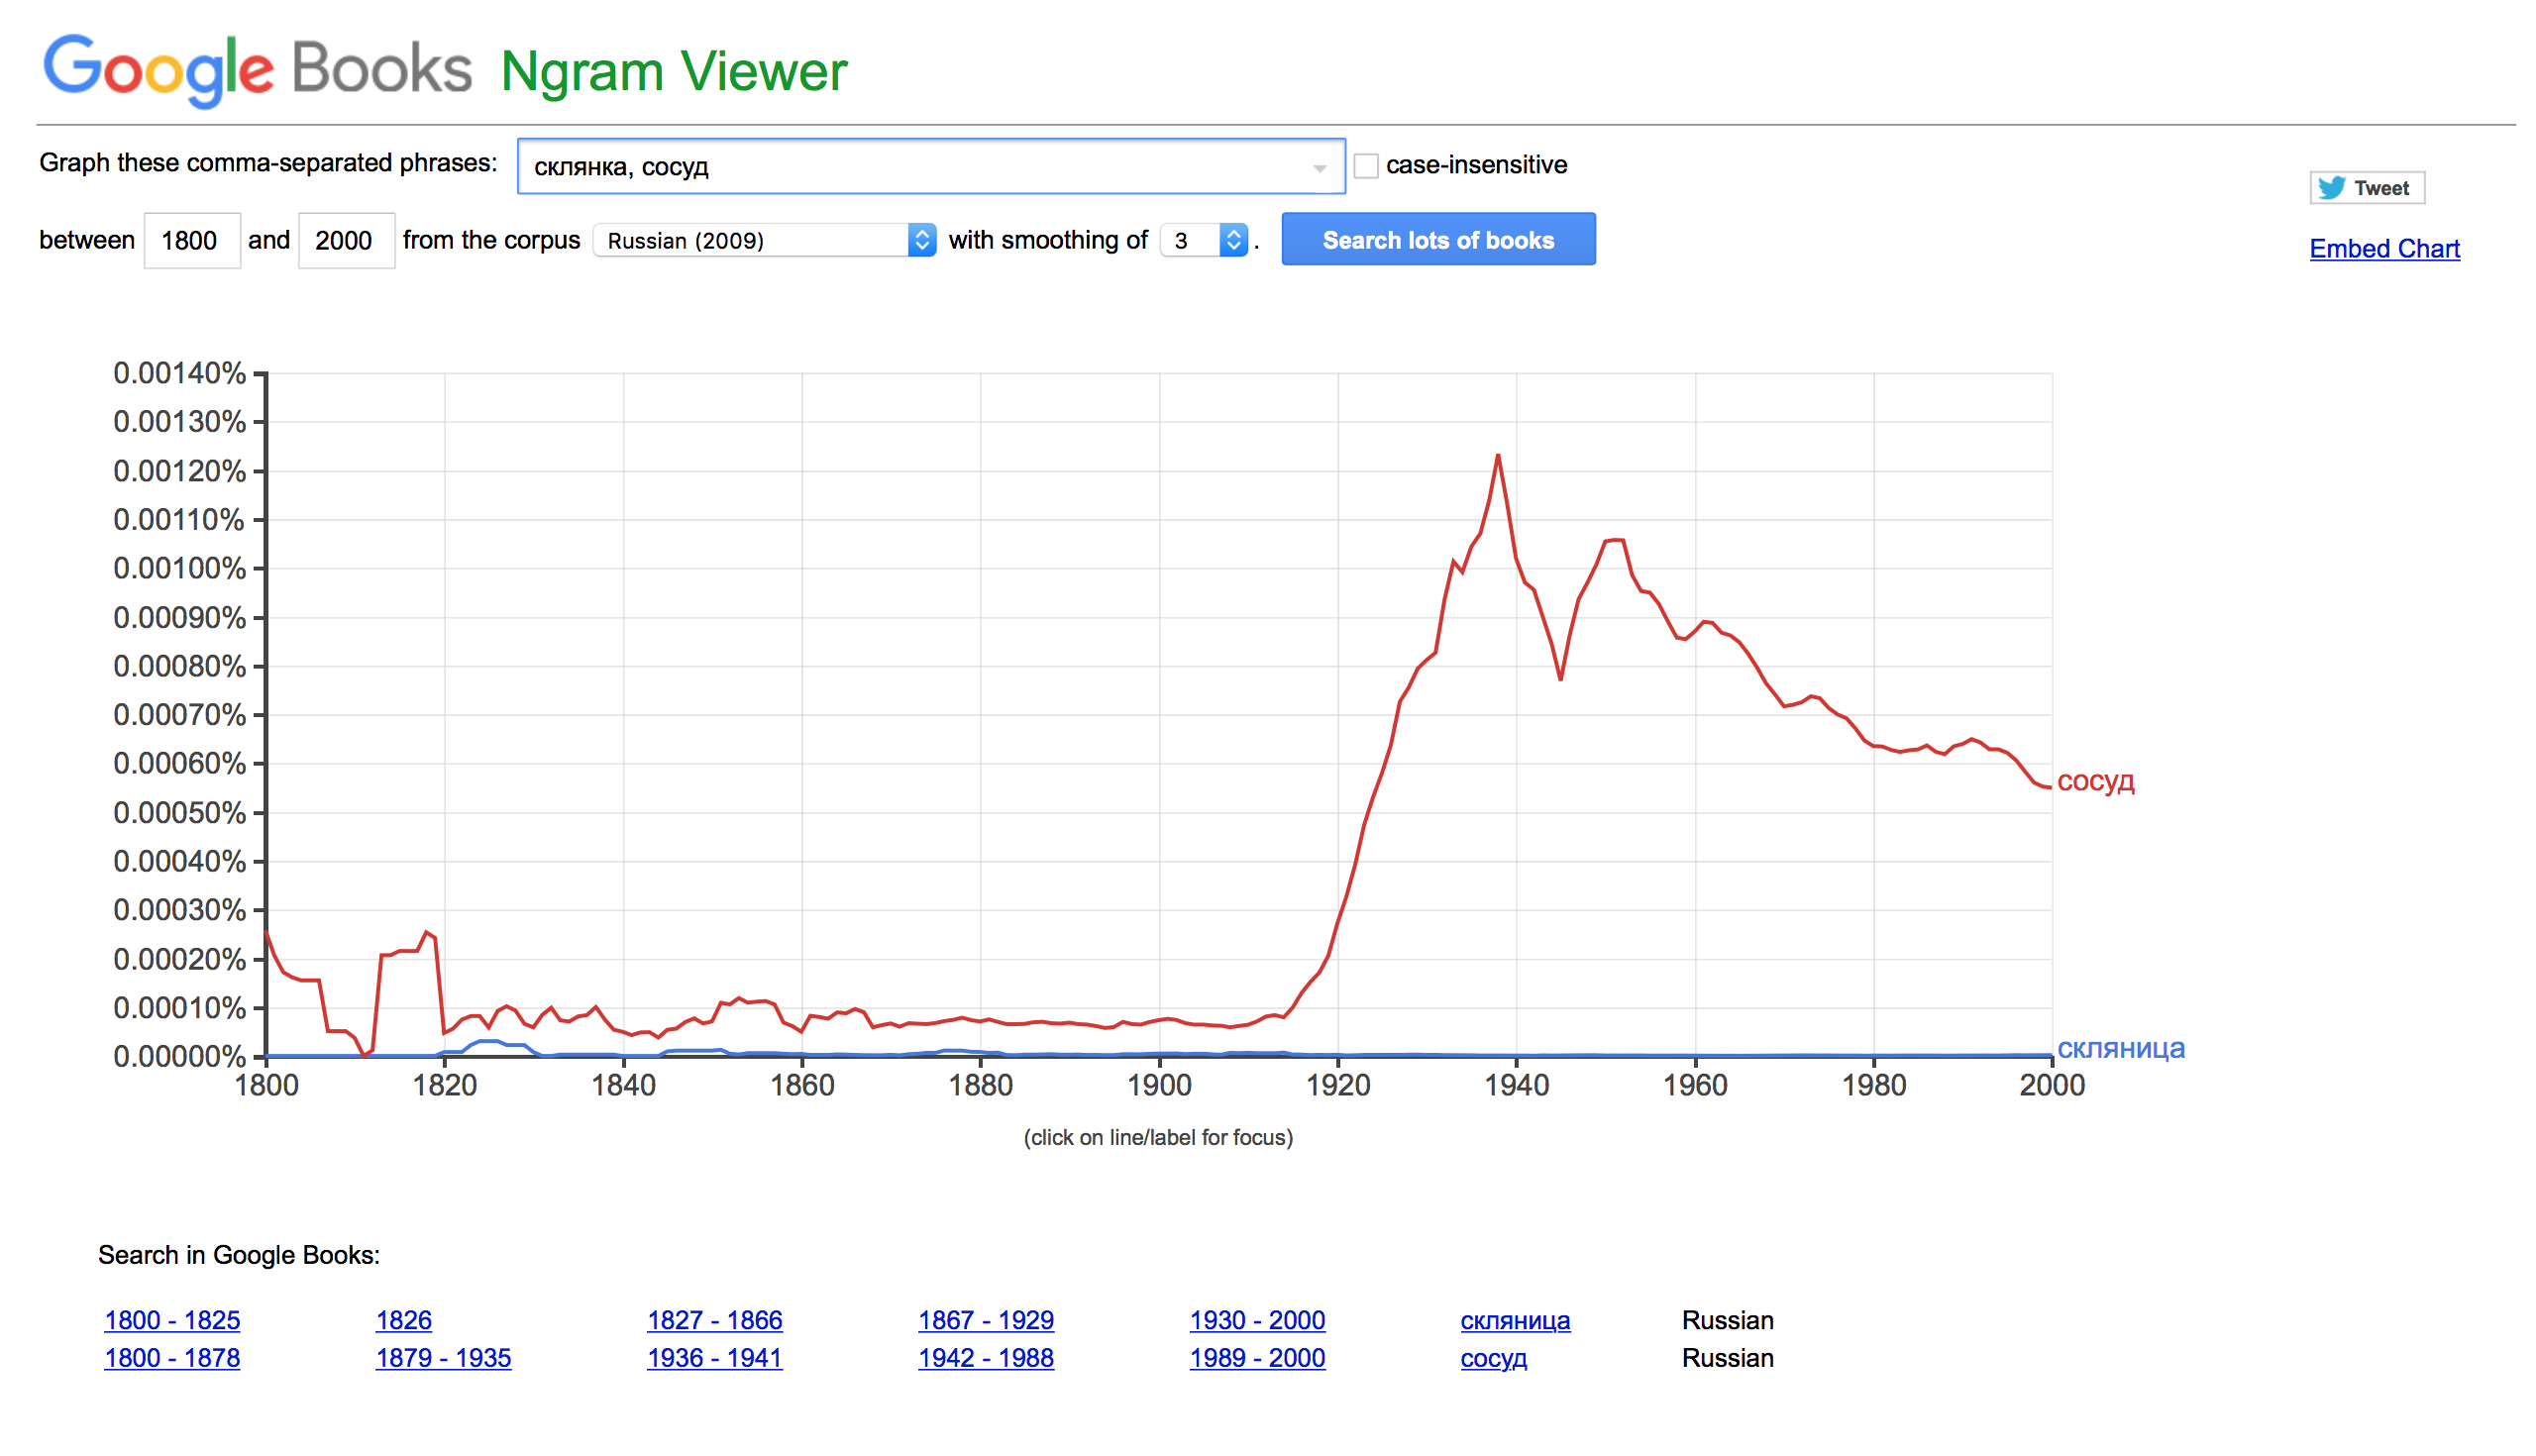 Google Books Ngram Viewer
Graph these comma-separated phrases: склянка, сосуд case-insensitive
Tweet
between 1800 and 2000 from the corpus Russian (2009) with smoothing of 3 . Search lots of books
Embed Chart
0.00140%
0.00130%
0.00120%
0.00110%
0.00100%
0.00090%
0.00080%
0.00070%
0.00060%
сосуд
0.00050%
0.00040%
0.00030%
0.00020%
0.00010%
0.00000%
скляница
1800 1820 1840 1860 1880 1900 1920 1940 1960 1980 2000
(click on line/label for focus)
Search in Google Books:
1800 - 1825 1826 1827 - 1866 1867 - 1929 1930 - 2000 скляница Russian
1800 - 1878 1879 - 1935 1936 - 1941 1942 - 1988 1989 - 2000 сосуд Russian